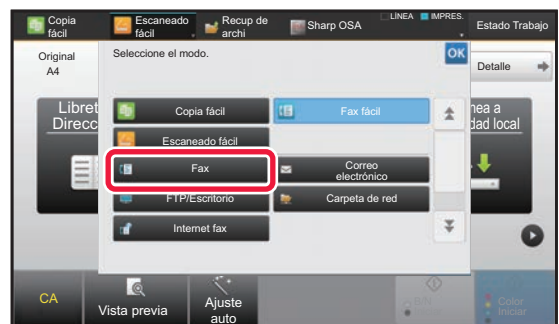 Copia
fácil
Escaneado
fácil
Recup de
archi
Sharp OSA
LÍNEA
IMPRES.
Estado Trabajo
Original
A4
Seleccione el modo.
OK
Detalle
Libret
Direcc
nea a
dad local
Copia fácil
Fax fácil
Escaneado fácil
Fax
Correo
electrónico
FTP/Escritorio
Carpeta de red
Internet fax
CA
Vista previa
Ajuste
auto
B/N
Color
Iniciar